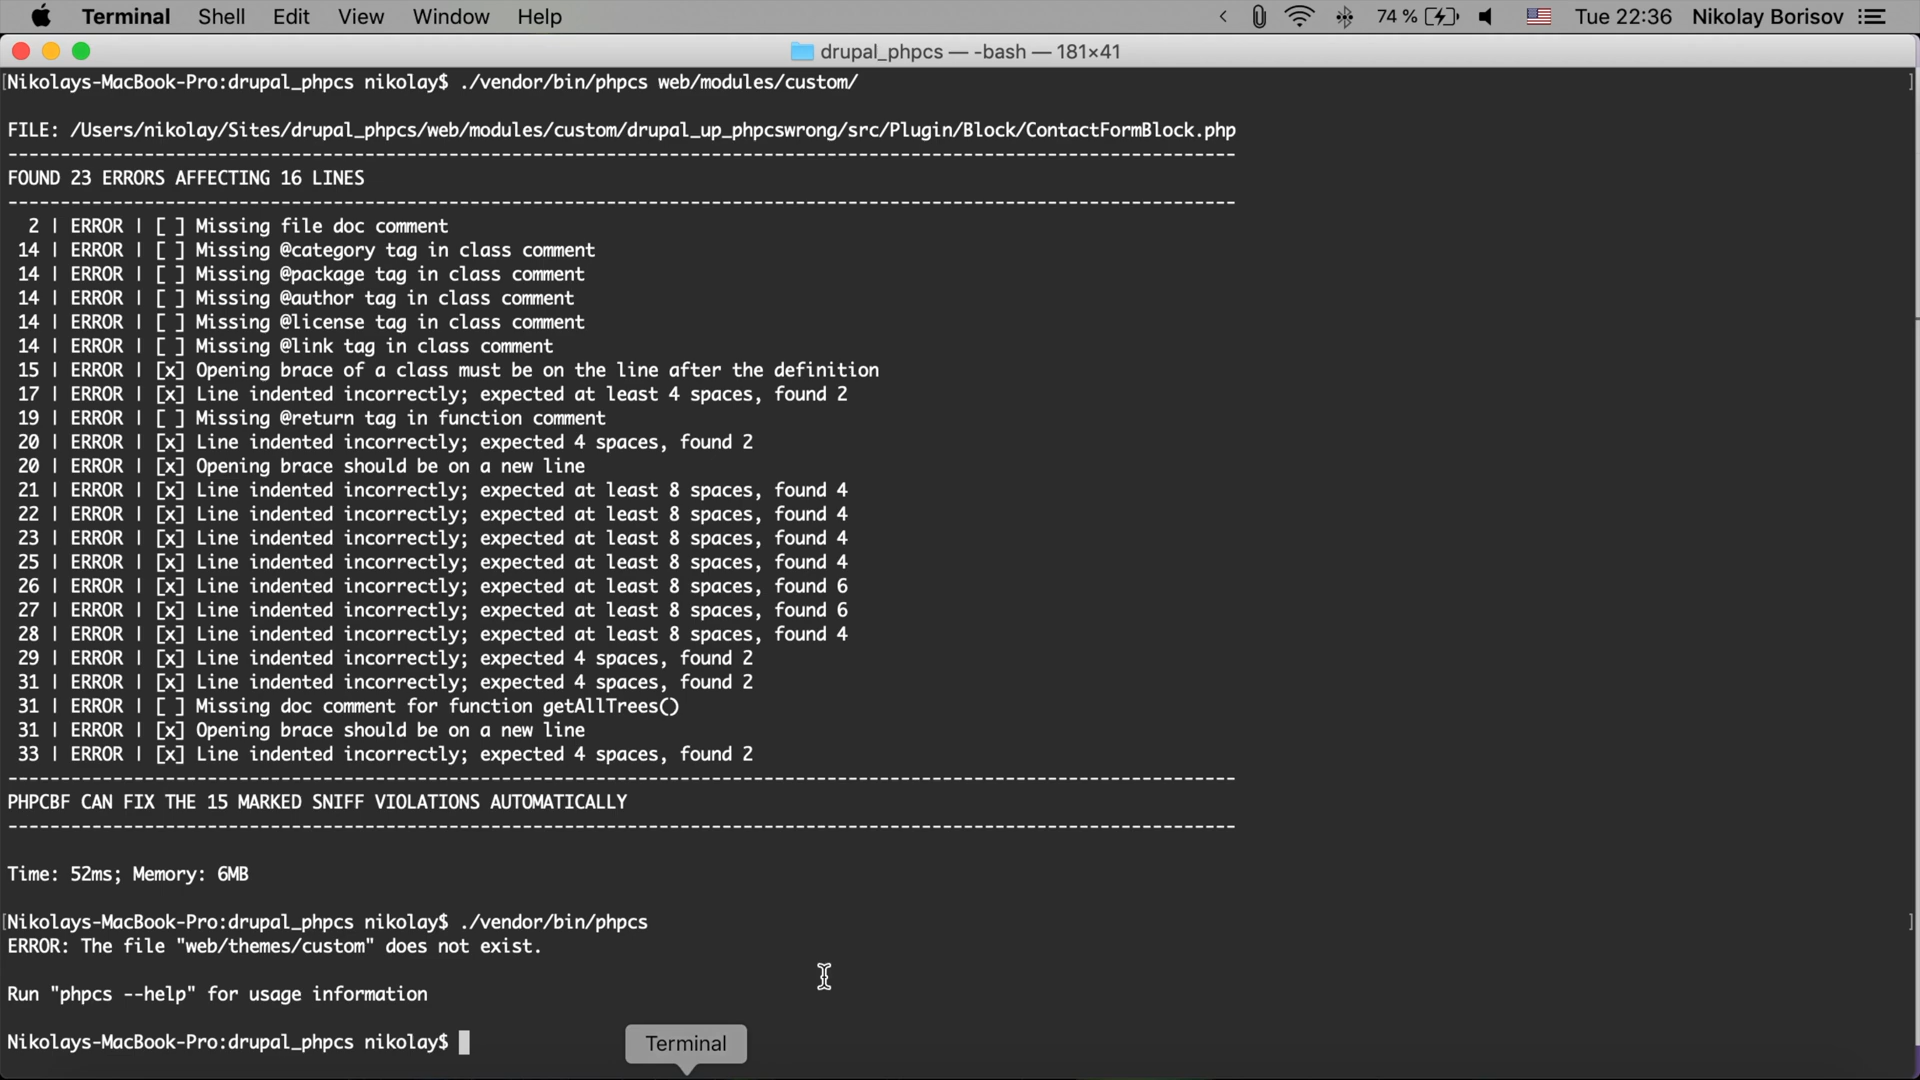 Terminal Shell Edit View Window Help 74 % Tue 22:36 Nikolay Borisov
drupal_phpcs — -bash — 181×41
[Nikolays-MacBook-Pro:drupal_phpcs nikolay$ ./vendor/bin/phpcs web/modules/custom/ ]
FILE: /Users/nikolay/Sites/drupal_phpcs/web/modules/custom/drupal_up_phpcswrong/src/Plugin/Block/ContactFormBlock.php
---------------------------------------------------------------------------------------------------------------------
FOUND 23 ERRORS AFFECTING 16 LINES
---------------------------------------------------------------------------------------------------------------------
2 | ERROR | [ ] Missing file doc comment
14 | ERROR | [ ] Missing @category tag in class comment
14 | ERROR | [ ] Missing @package tag in class comment
14 | ERROR | [ ] Missing @author tag in class comment
14 | ERROR | [ ] Missing @license tag in class comment
14 | ERROR | [ ] Missing @link tag in class comment
15 | ERROR | [x] Opening brace of a class must be on the line after the definition
17 | ERROR | [x] Line indented incorrectly; expected at least 4 spaces, found 2
19 | ERROR | [ ] Missing @return tag in function comment
20 | ERROR | [x] Line indented incorrectly; expected 4 spaces, found 2
20 | ERROR | [x] Opening brace should be on a new line
21 | ERROR | [x] Line indented incorrectly; expected at least 8 spaces, found 4
22 | ERROR | [x] Line indented incorrectly; expected at least 8 spaces, found 4
23 | ERROR | [x] Line indented incorrectly; expected at least 8 spaces, found 4
25 | ERROR | [x] Line indented incorrectly; expected at least 8 spaces, found 4
26 | ERROR | [x] Line indented incorrectly; expected at least 8 spaces, found 6
27 | ERROR | [x] Line indented incorrectly; expected at least 8 spaces, found 6
28 | ERROR | [x] Line indented incorrectly; expected at least 8 spaces, found 4
29 | ERROR | [x] Line indented incorrectly; expected 4 spaces, found 2
31 | ERROR | [x] Line indented incorrectly; expected 4 spaces, found 2
31 | ERROR | [ ] Missing doc comment for function getAllTrees()
31 | ERROR | [x] Opening brace should be on a new line
33 | ERROR | [x] Line indented incorrectly; expected 4 spaces, found 2
---------------------------------------------------------------------------------------------------------------------
PHPCBF CAN FIX THE 15 MARKED SNIFF VIOLATIONS AUTOMATICALLY
---------------------------------------------------------------------------------------------------------------------
Time: 52ms; Memory: 6MB
[Nikolays-MacBook-Pro:drupal_phpcs nikolay$ ./vendor/bin/phpcs ]
ERROR: The file "web/themes/custom" does not exist.
Run "phpcs --help" for usage information
Nikolays-MacBook-Pro:drupal_phpcs nikolay$
Terminal